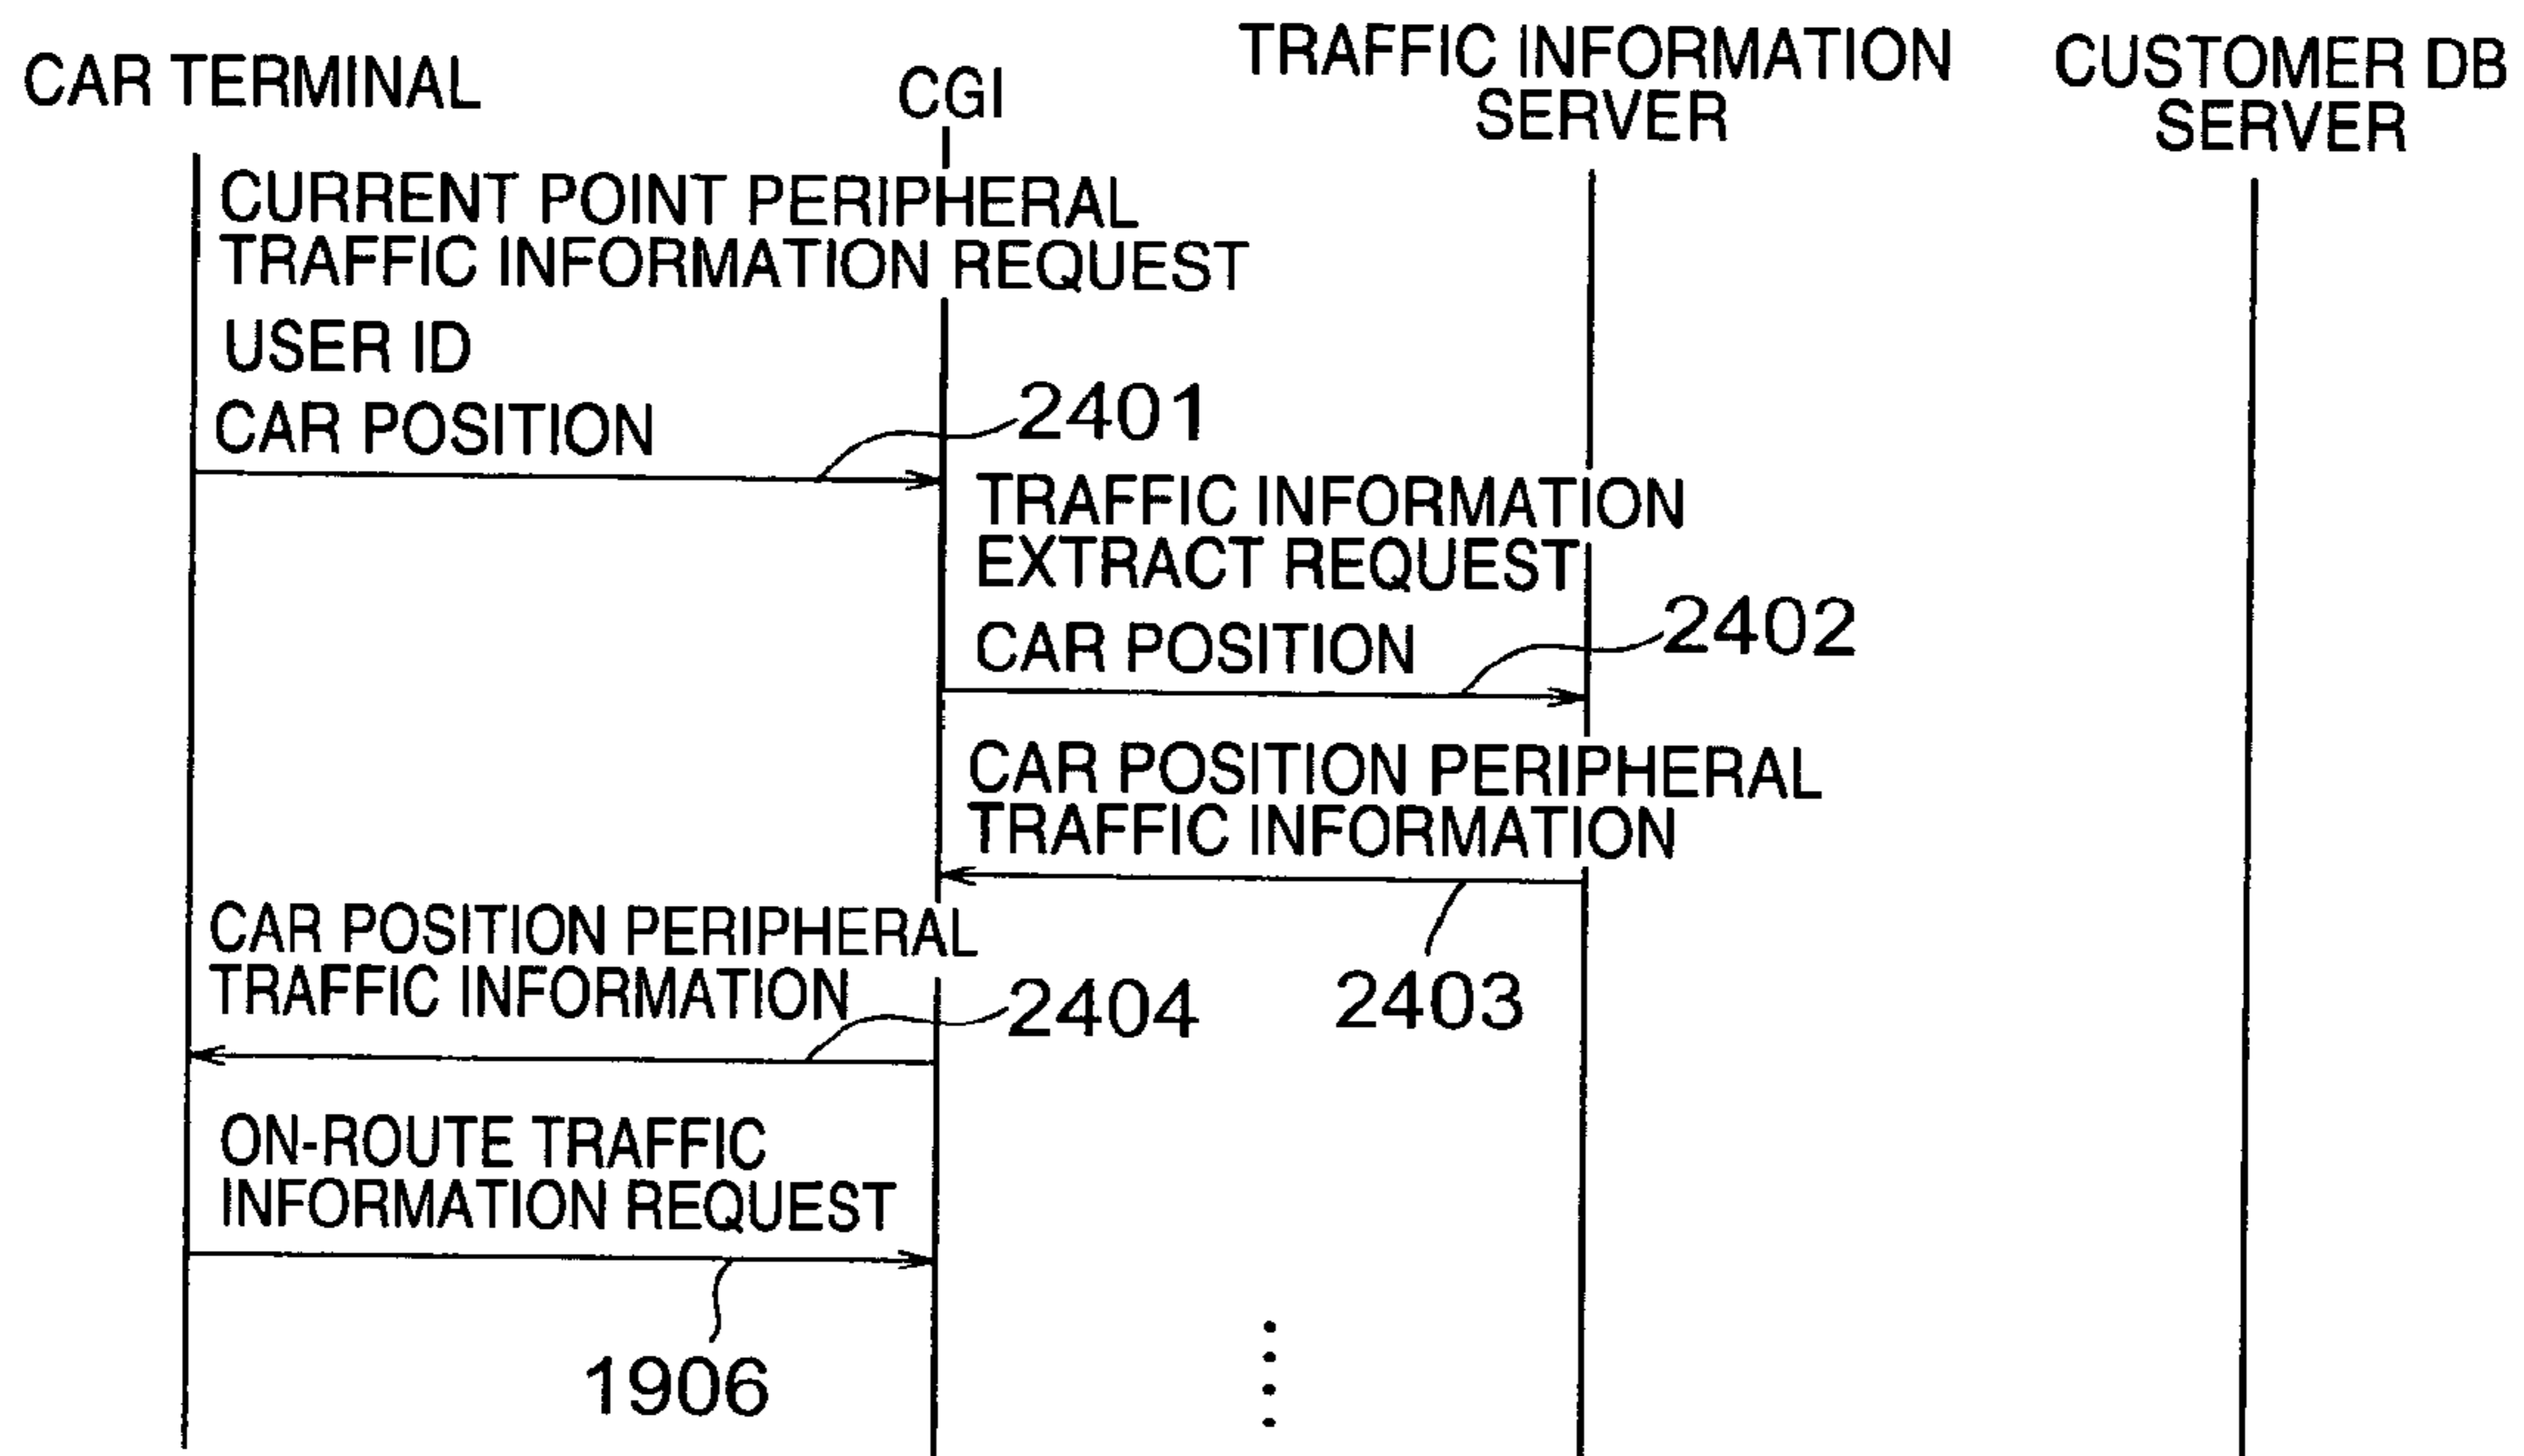 CAR TERMINAL
CGI
TRAFFIC INFORMATION
SERVER
CUSTOMER DB
SERVER
CURRENT POINT PERIPHERAL
TRAFFIC INFORMATION REQUEST
USER ID
CAR POSITION
2401
TRAFFIC INFORMATION
EXTRACT REQUEST
CAR POSITION
2402
CAR POSITION PERIPHERAL
TRAFFIC INFORMATION
2403
CAR POSITION PERIPHERAL
TRAFFIC INFORMATION
2404
ON-ROUTE TRAFFIC
INFORMATION REQUEST
1906